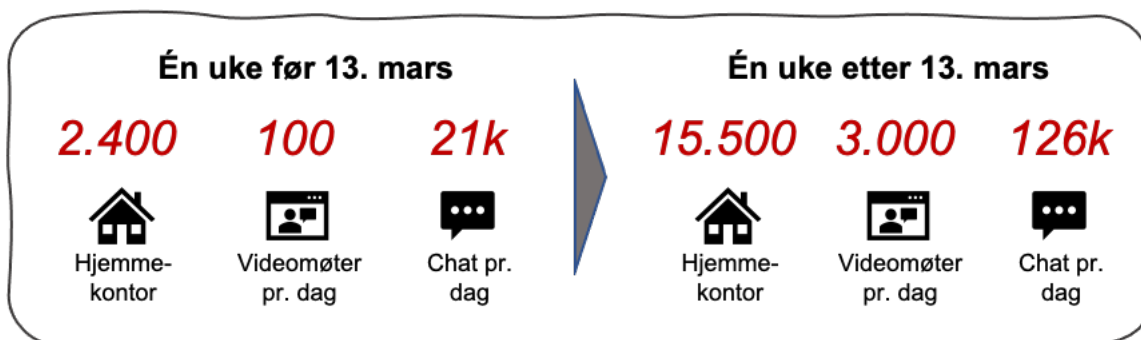 Én uke før 13. mars
2.400 100 21k
Hjemme-
kontor
Videomøter
pr. dag
Chat pr.
dag
Én uke etter 13. mars
15.500 3.000 126k
Hjemme-
kontor
Videomøter
pr. dag
Chat pr.
dag